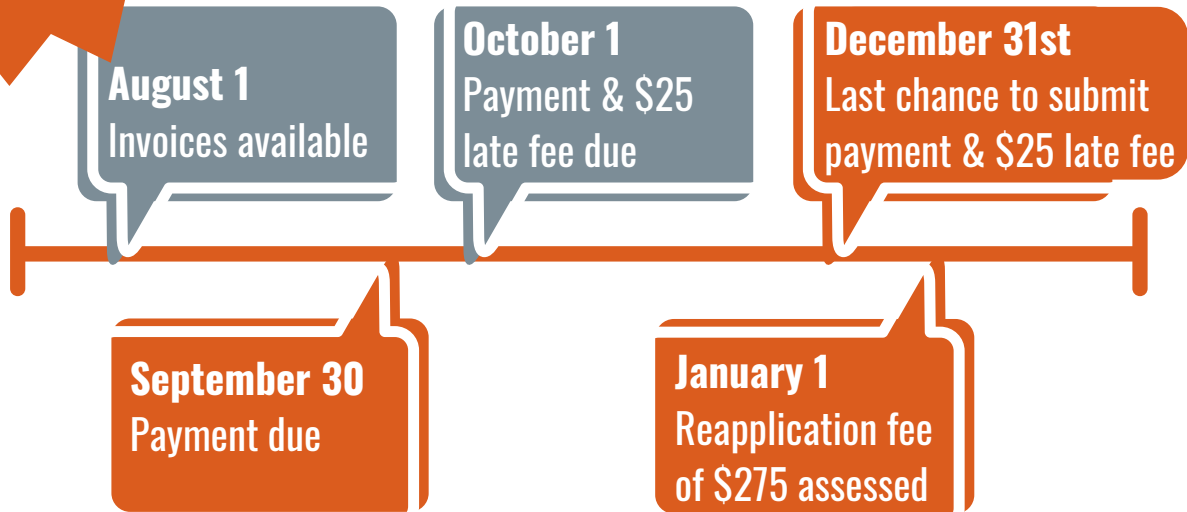 August 1
Invoices available
October 1
Payment & $25
late fee due
December 31st
Last chance to submit
payment & $25 late fee
September 30
Payment due
January 1
Reapplication fee
of $275 assessed